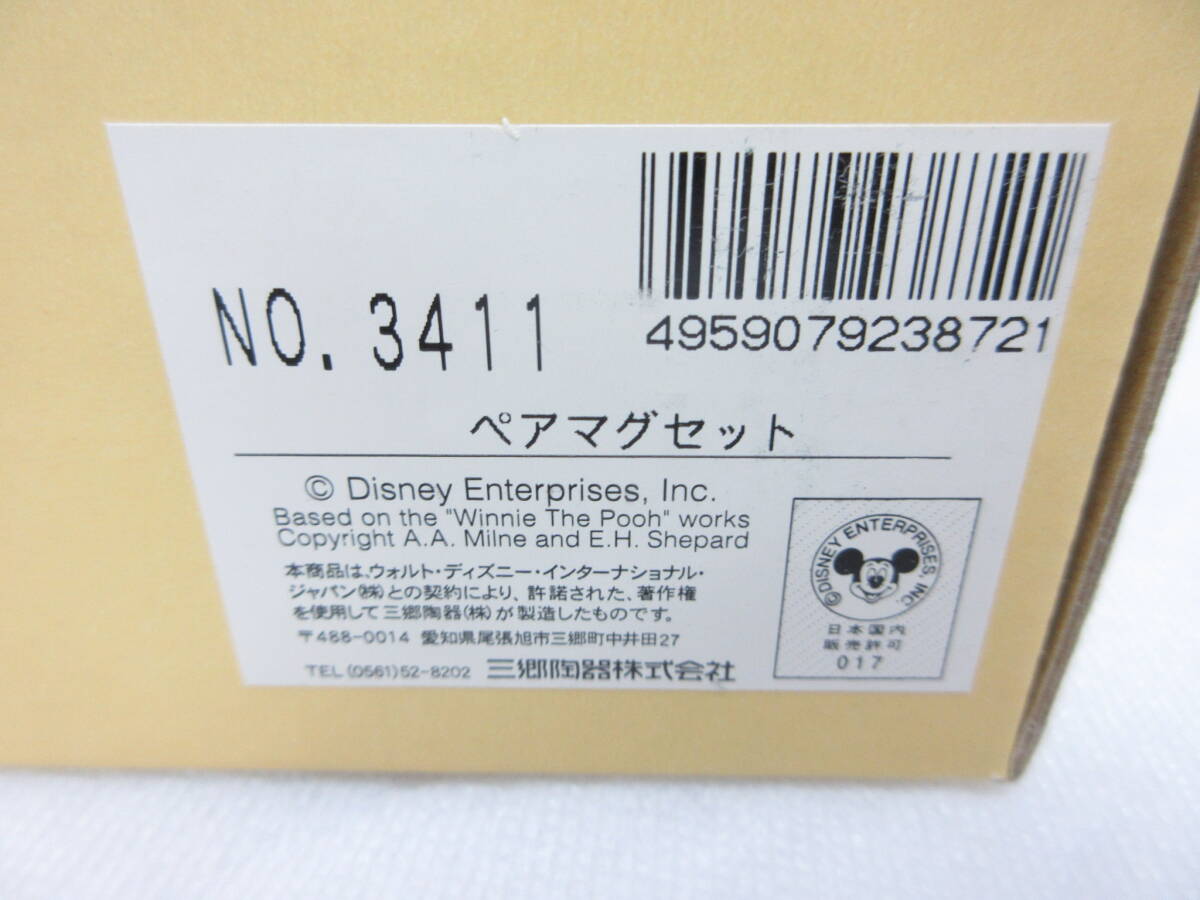 NO. 3411
4959079238721
ペアマグセット
© Disney Enterprises, Inc.
Based on the "Winnie The Pooh" works
Copyright A.A. Milne and E.H. Shepard
本商品は、ウォルト・ディズニー・インターナショナル・
ジャパン(株)との契約により、許諾された、著作権
を使用して三郷陶器(株)が製造したものです。
〒488-0014 愛知県尾張旭市三郷町中井田27
TEL(0561)52-8202 三郷陶器株式会社
© DISNEY ENTERPRISES INC
日本国内
販売許可
017